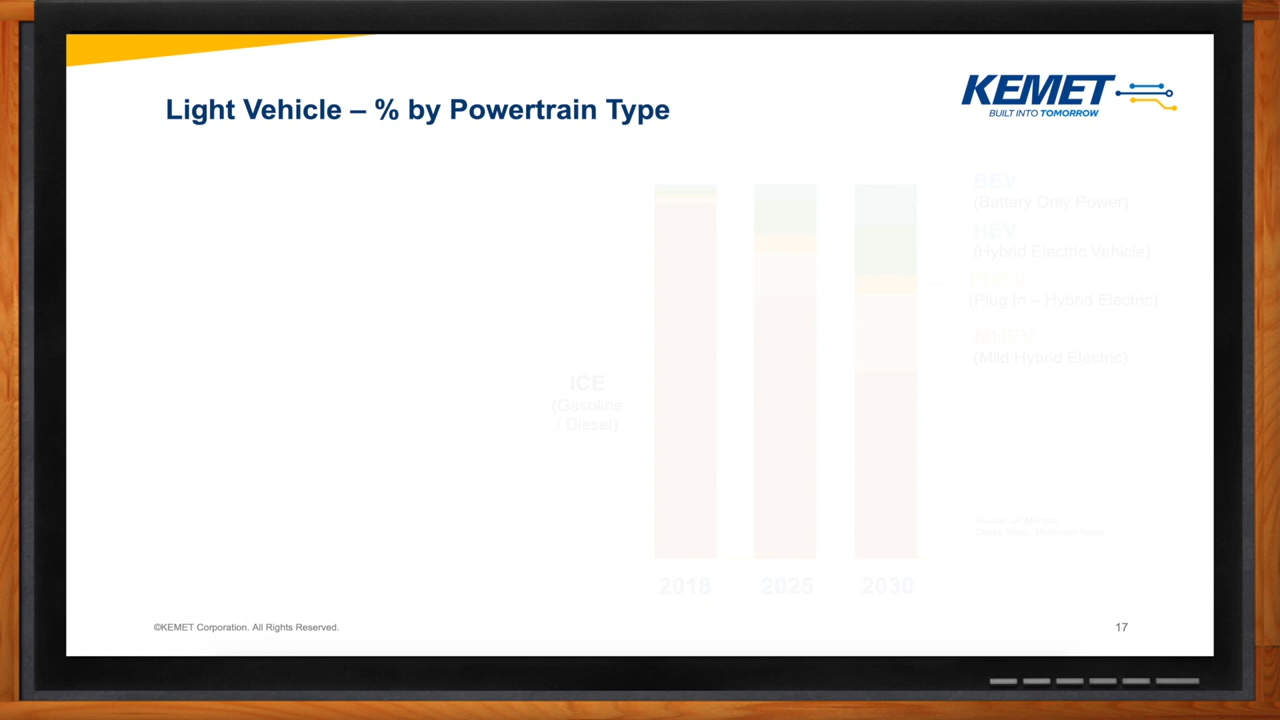 Light Vehicle – % by Powertrain Type
KEMET
BUILT INTO TOMORROW
BEV
(Battery Only Power)
HEV
(Hybrid Electric Vehicle)
PHEV
(Plug In – Hybrid Electric)
MHEV
(Mild Hybrid Electric)
ICE
(Gasoline
/ Diesel)
2018 2025 2030
©KEMET Corporation. All Rights Reserved.
17